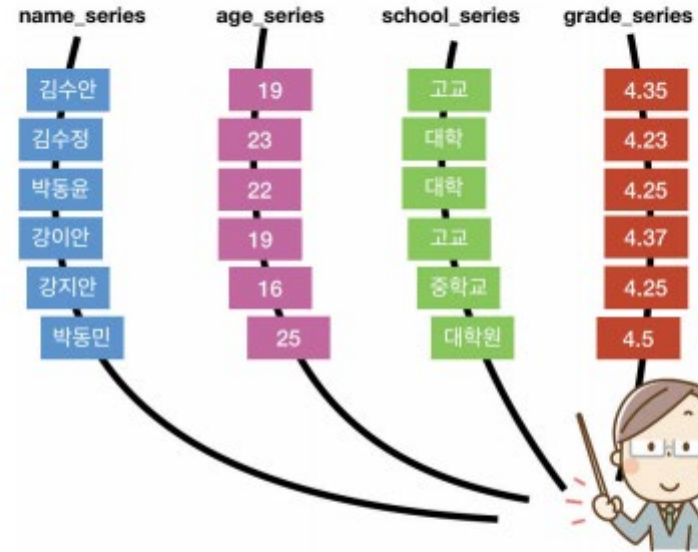 name_series age_series school_series grade_series
김수안 19 고교 4.35
김수정 23 대학 4.23
박동윤 22 대학 4.25
강이안 19 고교 4.37
강지안 16 중학교 4.25
박동민 25 대학원 4.5